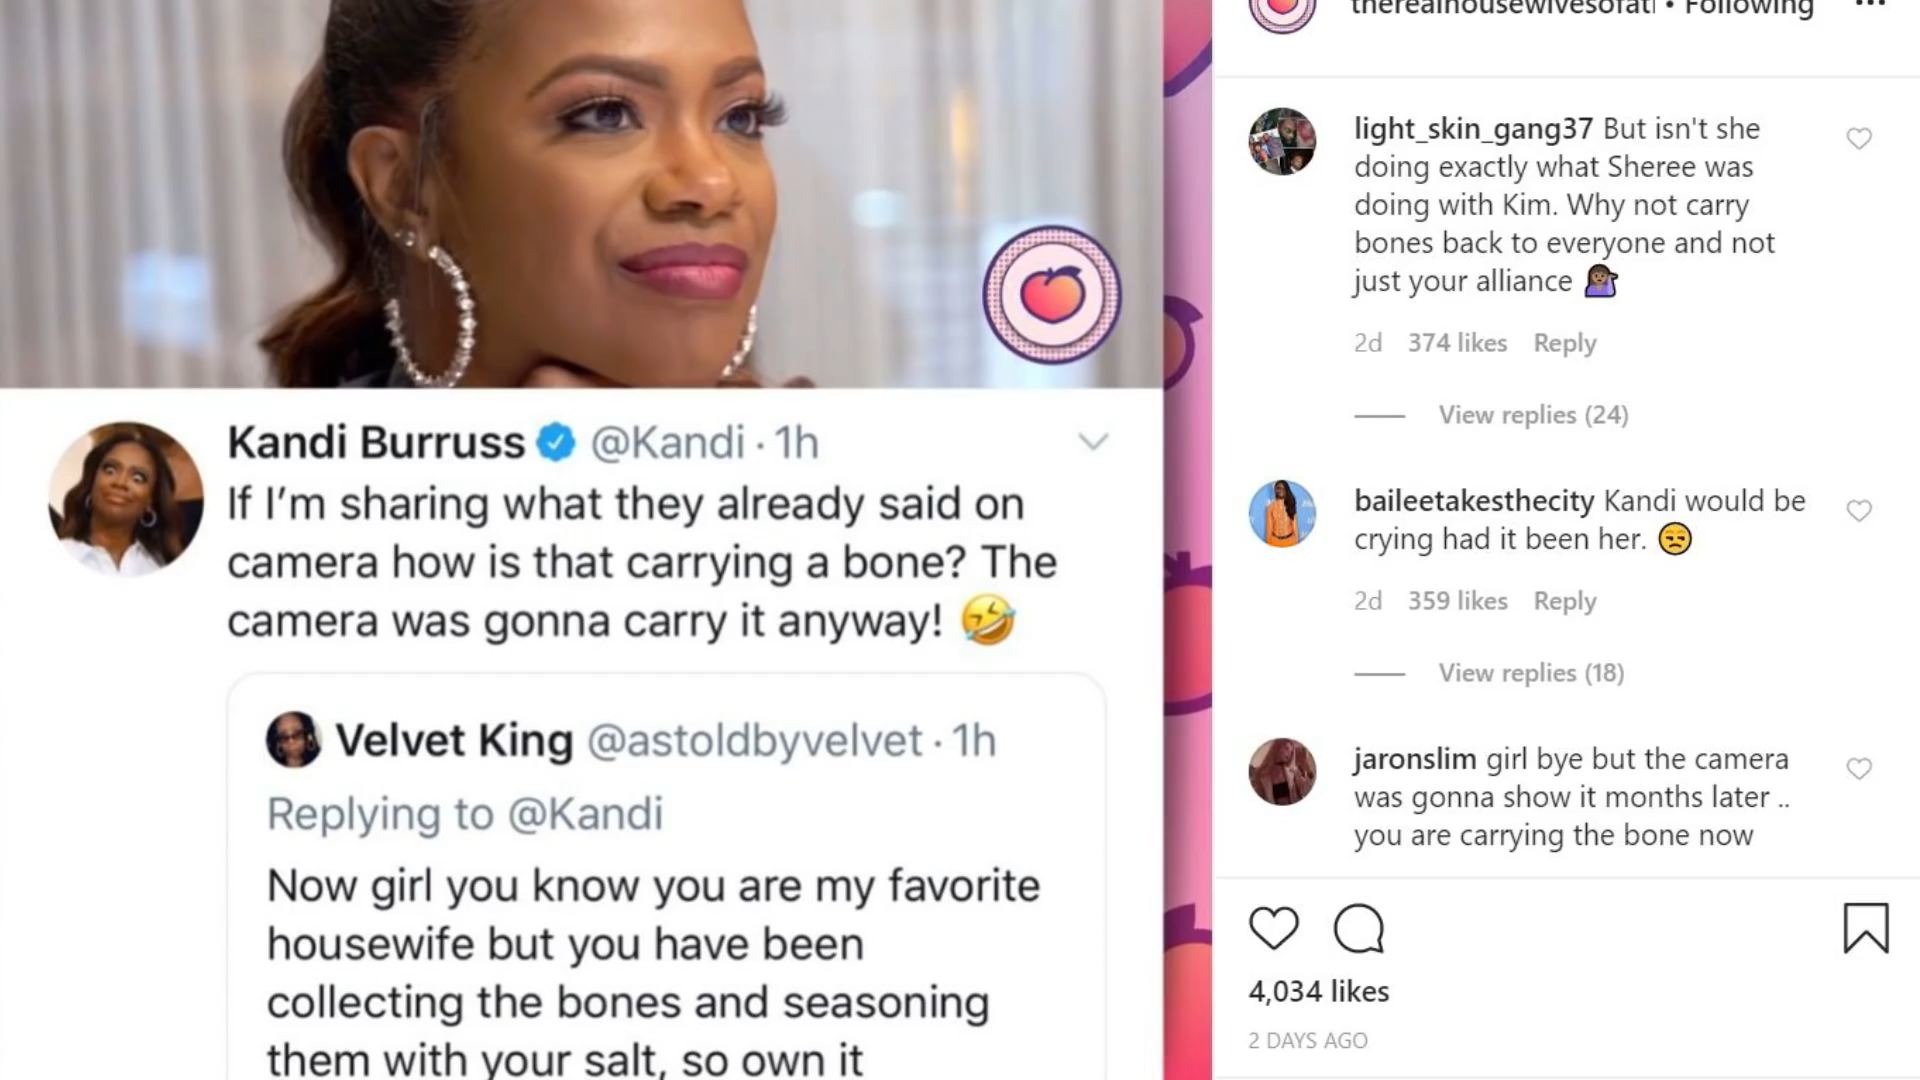 Kandi Burruss @Kandi · 1h
If I'm sharing what they already said on
camera how is that carrying a bone? The
camera was gonna carry it anyway! 🤣
Velvet King @astoldbyvelvet · 1h
Replying to @Kandi
Now girl you know you are my favorite
housewife but you have been
collecting the bones and seasoning
them with your salt, so own it
therealhousewivesofatl • Following
light_skin_gang37 But isn't she
doing exactly what Sheree was
doing with Kim. Why not carry
bones back to everyone and not
just your alliance 💁🏾‍♀️
2d 374 likes Reply
View replies (24)
baileetakesthecity Kandi would be
crying had it been her. 😒
2d 359 likes Reply
View replies (18)
jaronslim girl bye but the camera
was gonna show it months later ..
you are carrying the bone now
4,034 likes
2 DAYS AGO